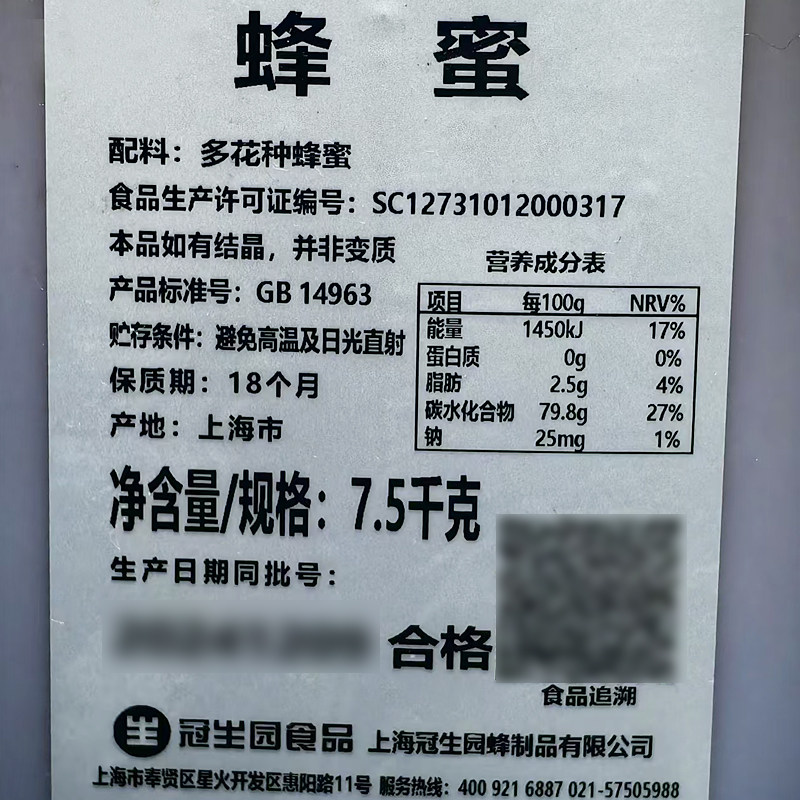 蜂 蜜
配料：多花种蜂蜜
食品生产许可证编号：SC12731012000317
本品如有结晶，并非变质
产品标准号：GB 14963
贮存条件：避免高温及日光直射
保质期：18个月
产地：上海市
营养成分表
项目 每100g NRV%
能量 1450kJ 17%
蛋白质 0g 0%
脂肪 2.5g 4%
碳水化合物 79.8g 27%
钠 25mg 1%
净含量/规格：7.5千克
生产日期同批号：
合格
食品追溯
冠生园食品 上海冠生园蜂制品有限公司
上海市奉贤区星火开发区惠阳路11号 服务热线：400 921 6887 021-57505988